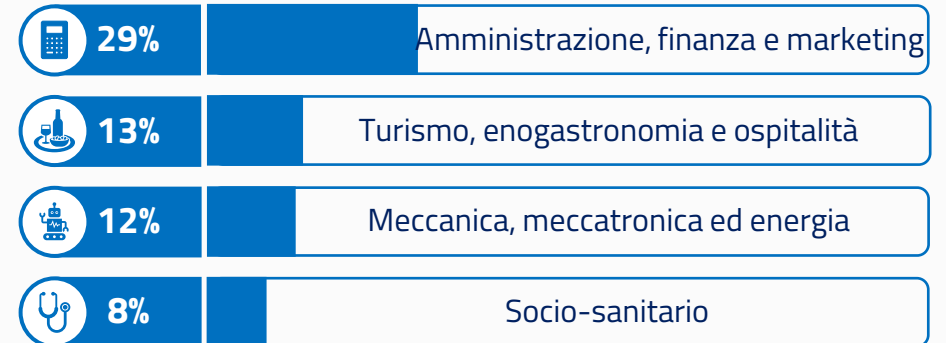 29% Amministrazione, finanza e marketing
13% Turismo, enogastronomia e ospitalità
12% Meccanica, meccatronica ed energia
8% Socio-sanitario